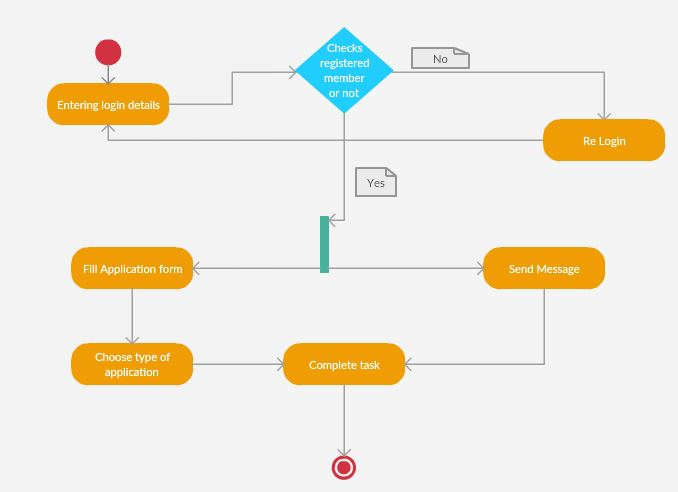 Checks
registered
member
or not
No
Entering login details
Re Login
Yes
Fill Application form
Send Message
Choose type of
application
Complete task